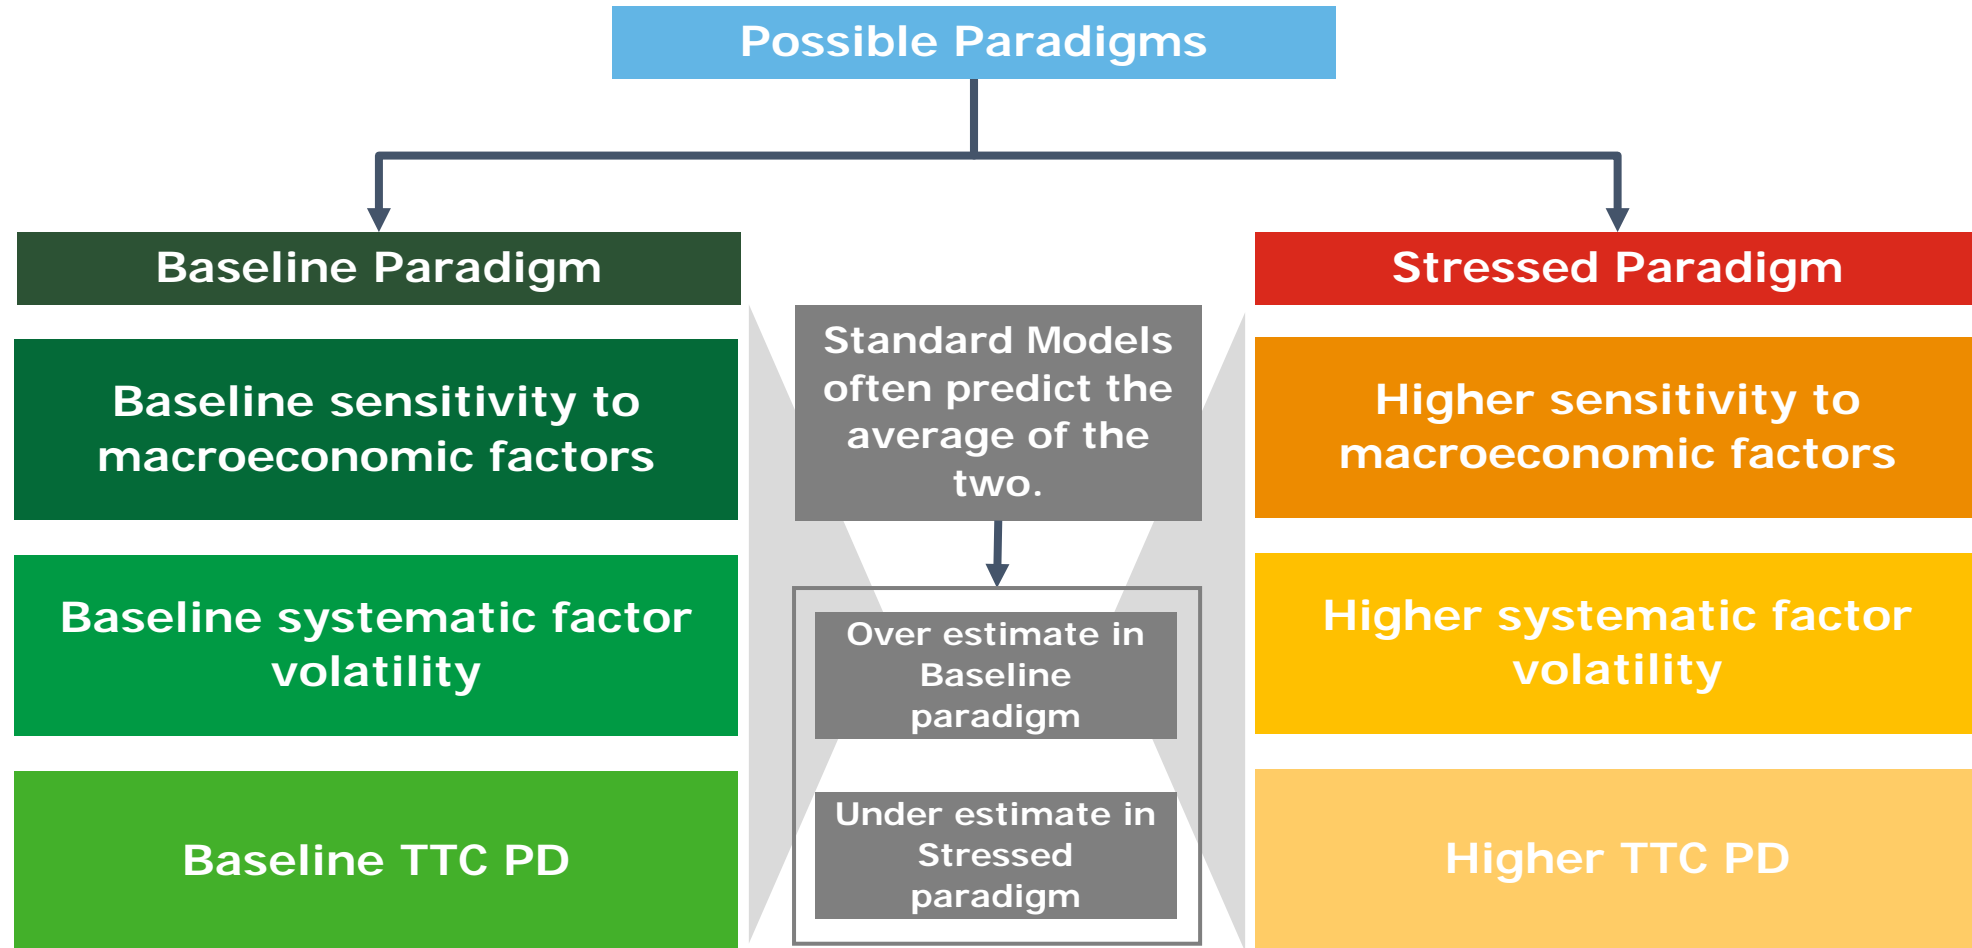 Possible Paradigms
Baseline Paradigm
Baseline sensitivity to
macroeconomic factors
Baseline systematic factor
volatility
Baseline TTC PD
Standard Models
often predict the
average of the
two.
Over estimate in
Baseline
paradigm
Under estimate in
Stressed
paradigm
Stressed Paradigm
Higher sensitivity to
macroeconomic factors
Higher systematic factor
volatility
Higher TTC PD